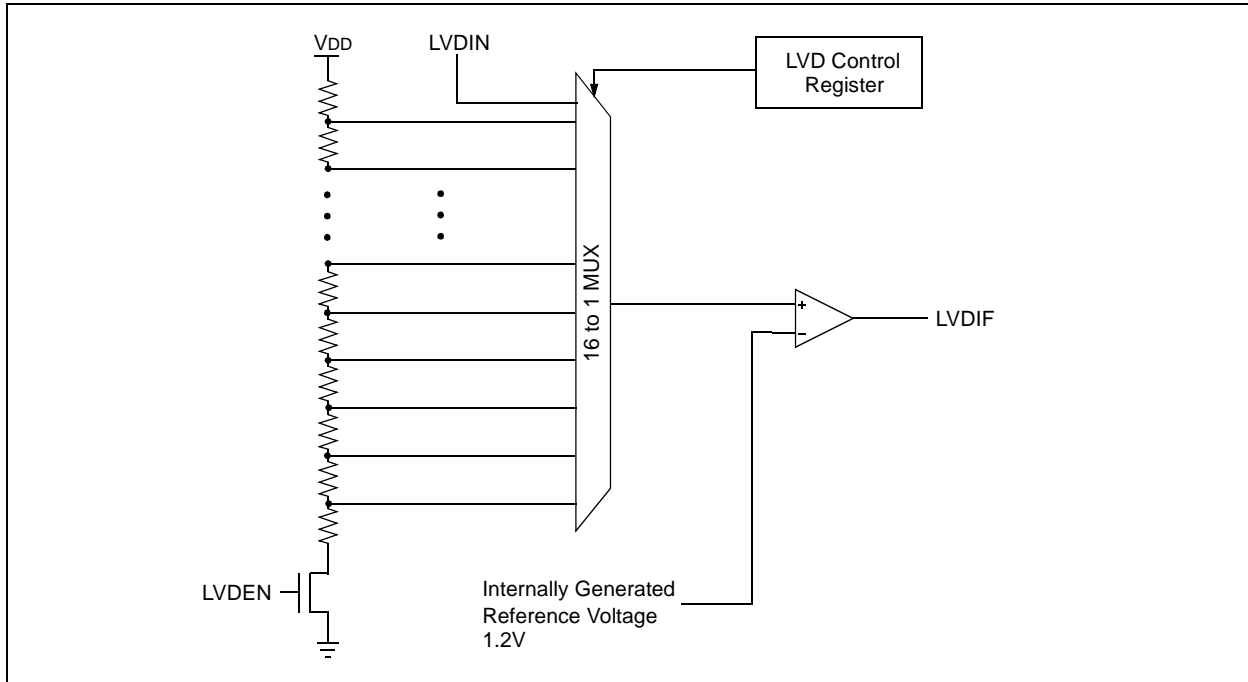 VDD
LVDIN
LVD Control
Register
16 to 1 MUX
+
−
LVDIF
LVDEN
Internally Generated
Reference Voltage
1.2V